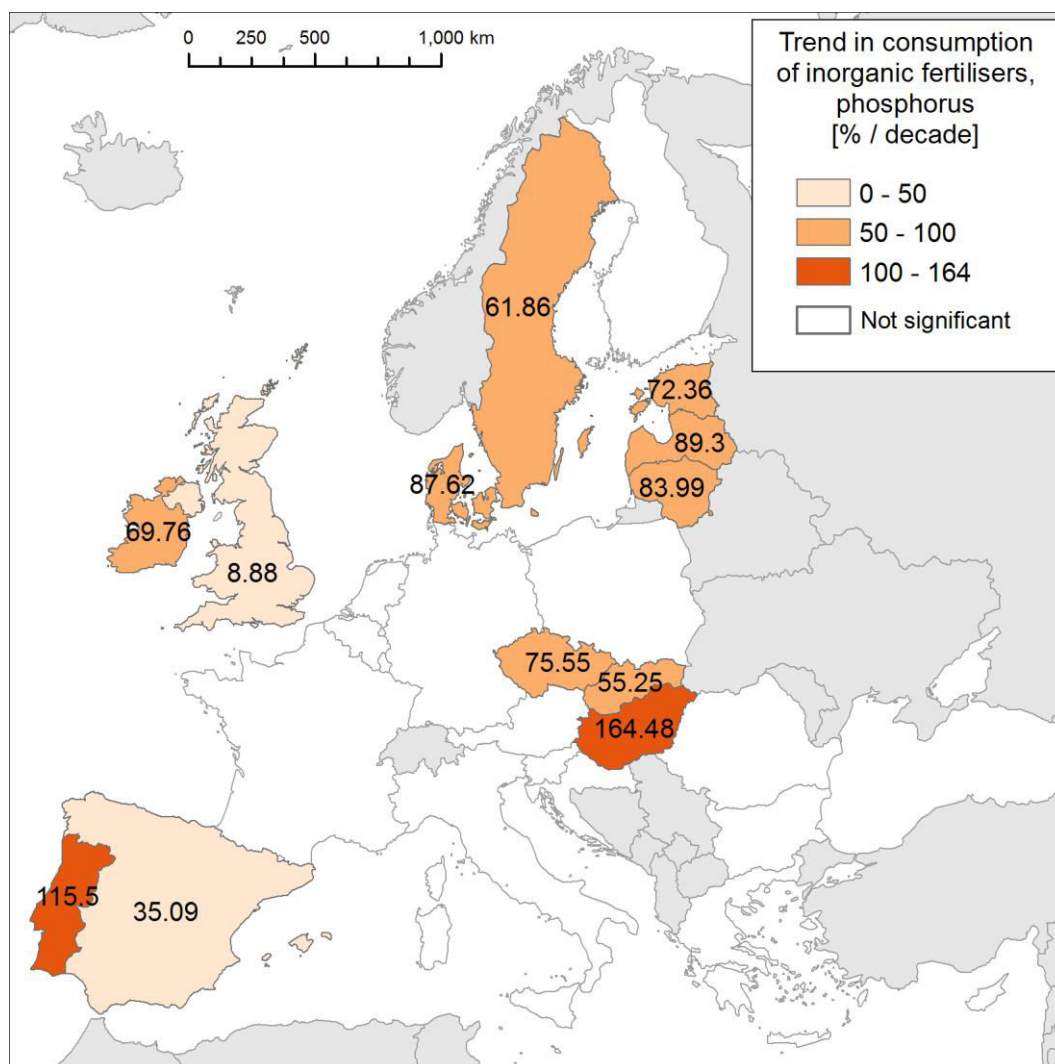 0 250 500 1,000 km
Trend in consumption
of inorganic fertilisers,
phosphorus
[% / decade]
0 - 50
50 - 100
100 - 164
Not significant
61.86
72.36
89.3
83.99
87.62
69.76
8.88
75.55
55.25
164.48
115.5
35.09